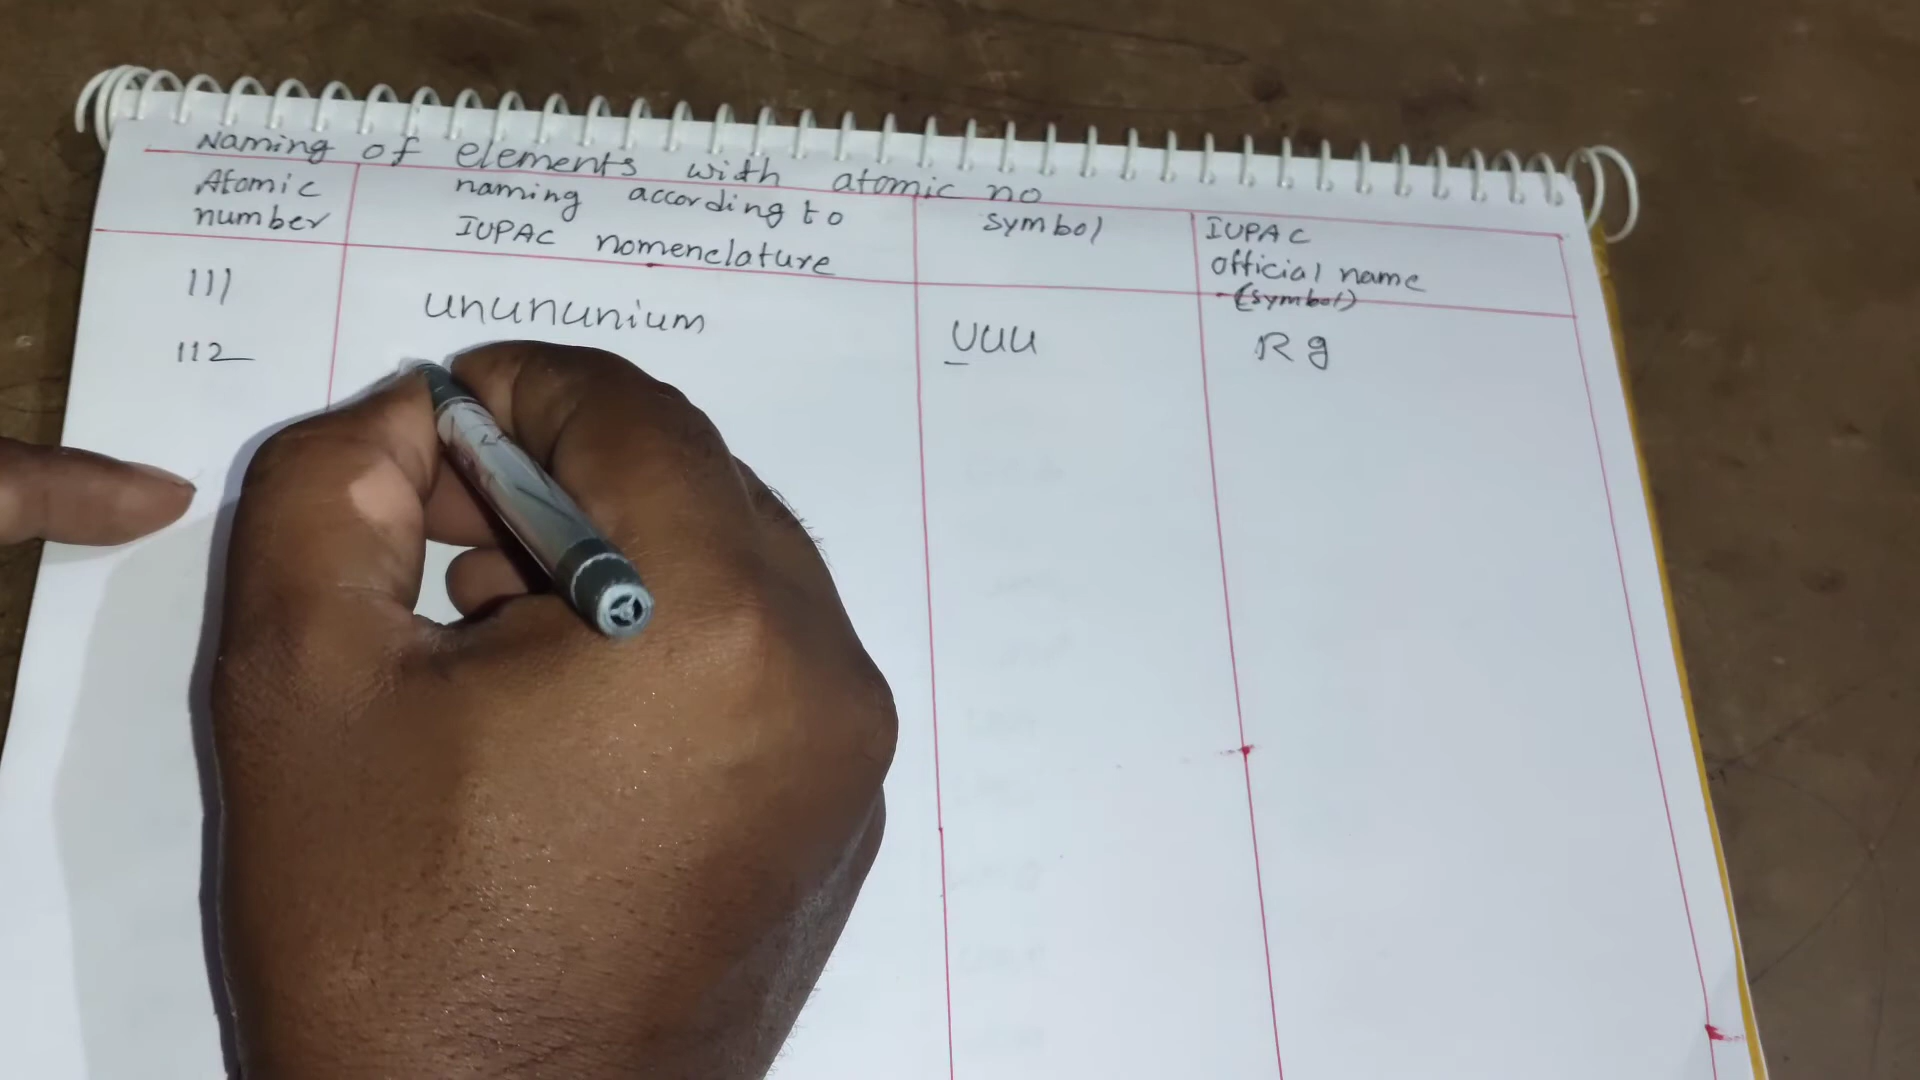 Naming of elements with atomic no
Atomic
number
naming according to
IUPAC nomenclature
symbol
IUPAC
official name
(symbol)
111
unununium
Uuu
Rg
112